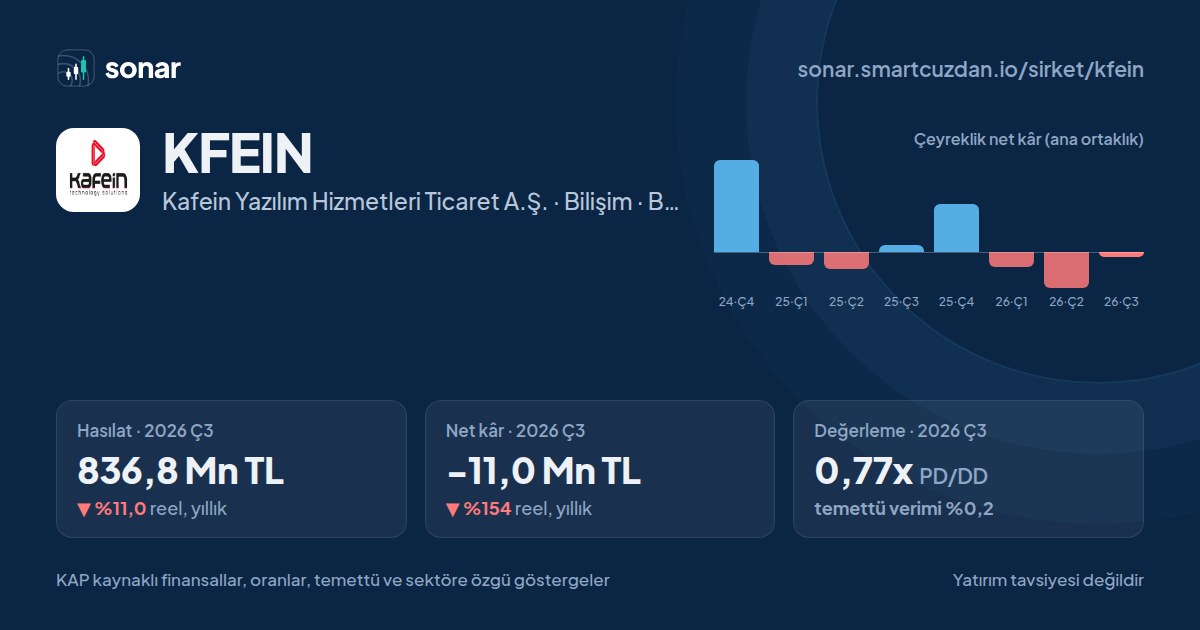 sonar
sonar.smartcuzdan.io/sirket/kfein
kafein
technology solutions
KFEIN
Kafein Yazılım Hizmetleri Ticaret A.Ş. · Bilişim · B…
Çeyreklik net kâr (ana ortaklık)
24·Ç4 25·Ç1 25·Ç2 25·Ç3 25·Ç4 26·Ç1 26·Ç2 26·Ç3
Hasılat · 2026 Ç3
836,8 Mn TL
▼ %11,0 reel, yıllık
Net kâr · 2026 Ç3
−11,0 Mn TL
▼ %154 reel, yıllık
Değerleme · 2026 Ç3
0,77x PD/DD
temettü verimi %0,2
KAP kaynaklı finansallar, oranlar, temettü ve sektöre özgü göstergeler
Yatırım tavsiyesi değildir